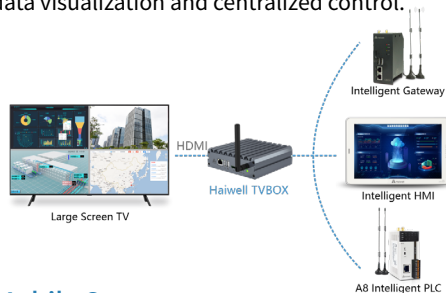 data visualization and centralized control.
Intelligent Gateway
HDMI
Haiwell TVBOX
Large Screen TV
Intelligent HMI
A8 Intelligent PLC